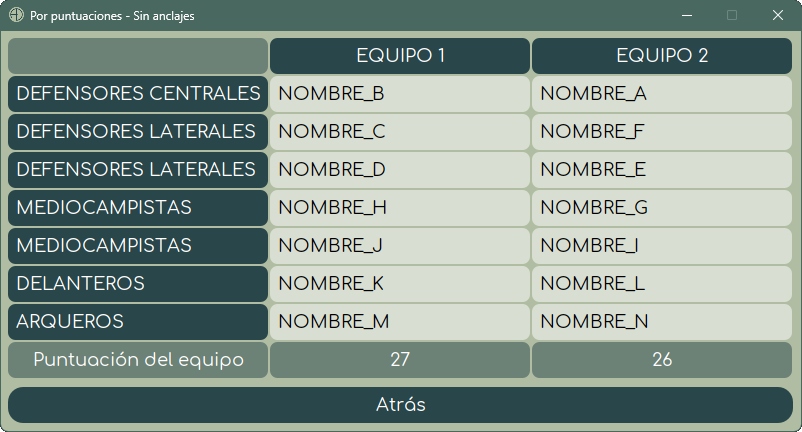 Por puntuaciones - Sin anclajes
EQUIPO 1 EQUIPO 2
DEFENSORES CENTRALES NOMBRE_B NOMBRE_A
DEFENSORES LATERALES NOMBRE_C NOMBRE_F
DEFENSORES LATERALES NOMBRE_D NOMBRE_E
MEDIOCAMPISTAS NOMBRE_H NOMBRE_G
MEDIOCAMPISTAS NOMBRE_J NOMBRE_I
DELANTEROS NOMBRE_K NOMBRE_L
ARQUEROS NOMBRE_M NOMBRE_N
Puntuación del equipo 27 26
Atrás